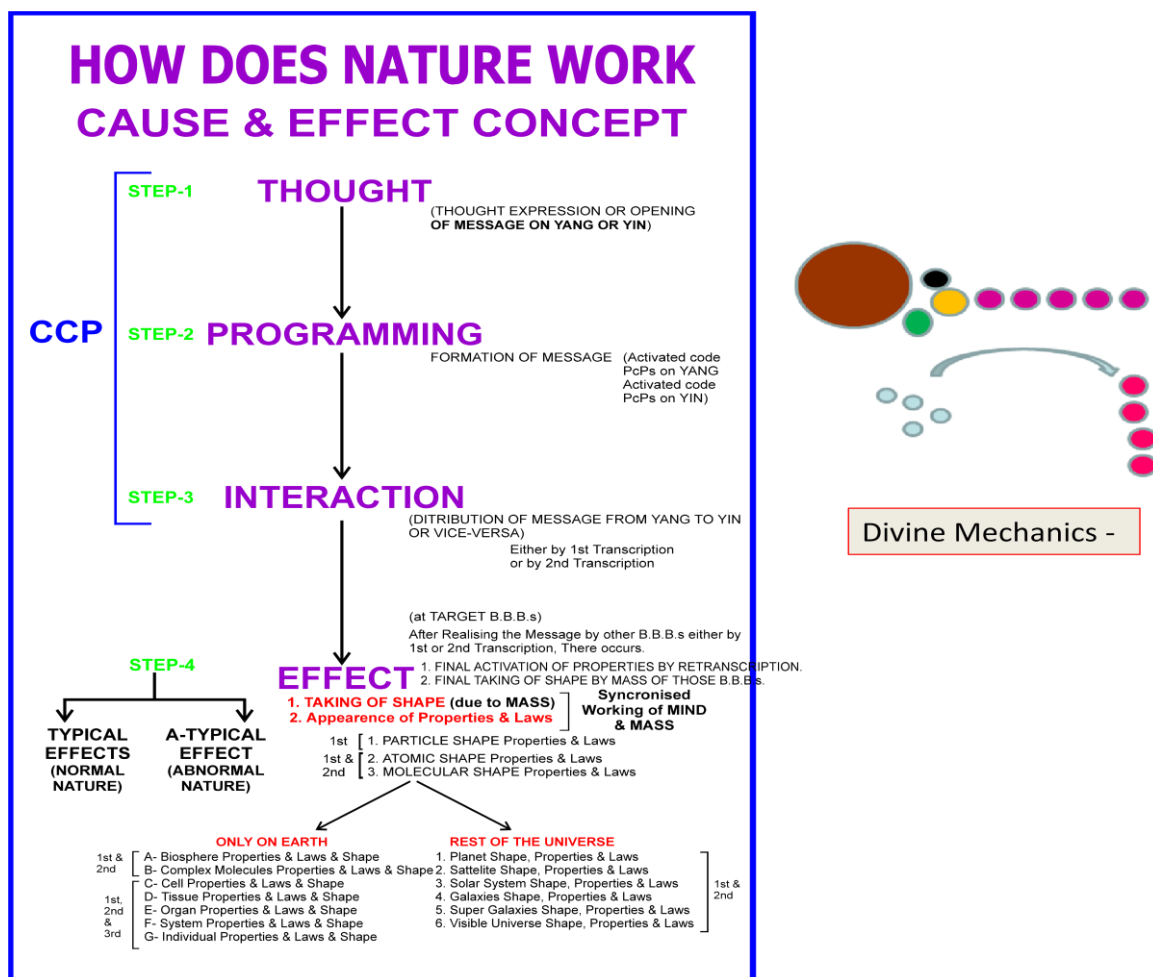 HOW DOES NATURE WORK
CAUSE & EFFECT CONCEPT
CCP
STEP-1
THOUGHT
(THOUGHT EXPRESSION OR OPENING
OF MESSAGE ON YANG OR YIN)
STEP-2
PROGRAMMING
FORMATION OF MESSAGE (Activated code
PcPs on YANG
Activated code
PcPs on YIN)
STEP-3
INTERACTION
(DITRIBUTION OF MESSAGE FROM YANG TO YIN
OR VICE-VERSA)
Either by 1st Transcription
or by 2nd Transcription
(at TARGET B.B.B.s)
After Realising the Message by other B.B.B.s either by
1st or 2nd Transcription, There occurs.
STEP-4
EFFECT
1. FINAL ACTIVATION OF PROPERTIES BY RETRANSCRIPTION.
2. FINAL TAKING OF SHAPE BY MASS OF THOSE B.B.B's.
1. TAKING OF SHAPE (due to MASS)
2. Appearence of Properties & Laws
Syncronised
Working of MIND
& MASS
TYPICAL
EFFECTS
(NORMAL
NATURE)
A-TYPICAL
EFFECT
(ABNORMAL
NATURE)
1st
1. PARTICLE SHAPE Properties & Laws
1st &
2nd
2. ATOMIC SHAPE Properties & Laws
3. MOLECULAR SHAPE Properties & Laws
ONLY ON EARTH
1st &
2nd
A- Biosphere Properties & Laws & Shape
B- Complex Molecules Properties & Laws & Shape
1st,
2nd
&
3rd
C- Cell Properties & Laws & Shape
D- Tissue Properties & Laws & Shape
E- Organ Properties & Laws & Shape
F- System Properties & Laws & Shape
G- Individual Properties & Laws & Shape
REST OF THE UNIVERSE
1. Planet Shape, Properties & Laws
2. Sattelite Shape, Properties & Laws
3. Solar System Shape, Properties & Laws
4. Galaxies Shape, Properties & Laws
5. Super Galaxies Shape, Properties & Laws
6. Visible Universe Shape, Properties & Laws
1st &
2nd
Divine Mechanics -